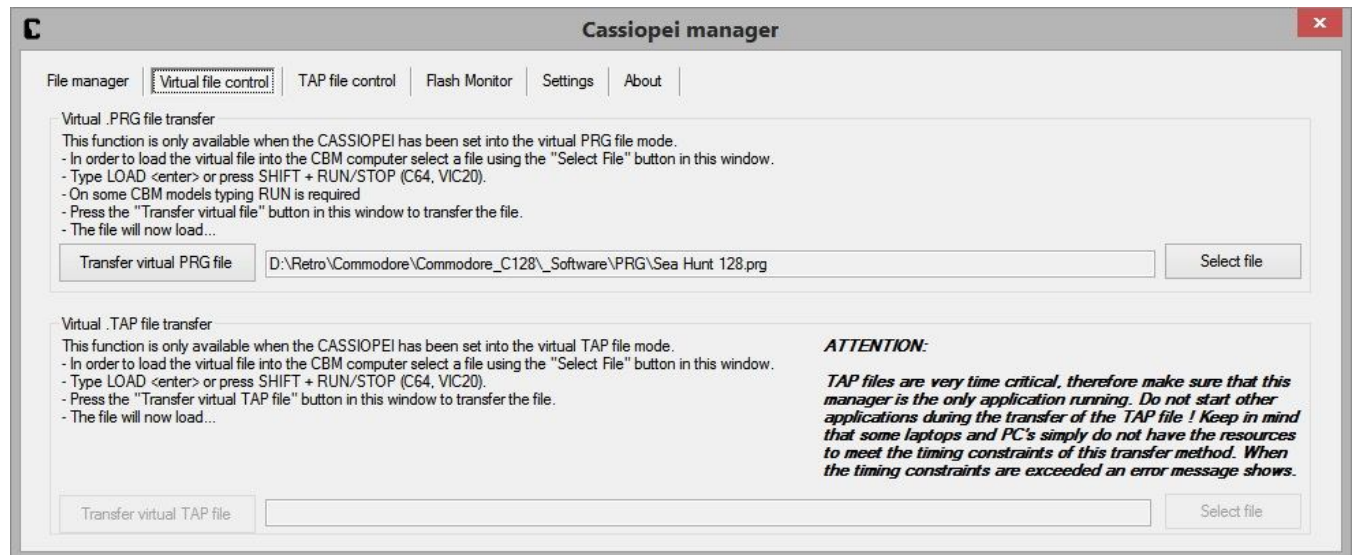 C
Cassiopei manager
x
File manager
Virtual file control
TAP file control
Flash Monitor
Settings
About
Virtual .PRG file transfer
This function is only available when the CASSIOPEI has been set into the virtual PRG file mode.
- In order to load the virtual file into the CBM computer select a file using the "Select File" button in this window.
- Type LOAD <enter> or press SHIFT + RUN/STOP (C64, VIC20).
- On some CBM models typing RUN is required
- Press the "Transfer virtual file" button in this window to transfer the file.
- The file will now load...
Transfer virtual PRG file
D:\Retro\Commodore\Commodore_C128\_Software\PRG\Sea Hunt 128.prg
Select file
Virtual .TAP file transfer
This function is only available when the CASSIOPEI has been set into the virtual TAP file mode.
- In order to load the virtual file into the CBM computer select a file using the "Select File" button in this window.
- Type LOAD <enter> or press SHIFT + RUN/STOP (C64, VIC20).
- Press the "Transfer virtual TAP file" button in this window to transfer the file.
- The file will now load...
ATTENTION:
TAP files are very time critical, therefore make sure that this
manager is the only application running. Do not start other
applications during the transfer of the TAP file ! Keep in mind
that some laptops and PC's simply do not have the resources
to meet the timing constraints of this transfer method. When
the timing constraints are exceeded an error message shows.
Transfer virtual TAP file
Select file